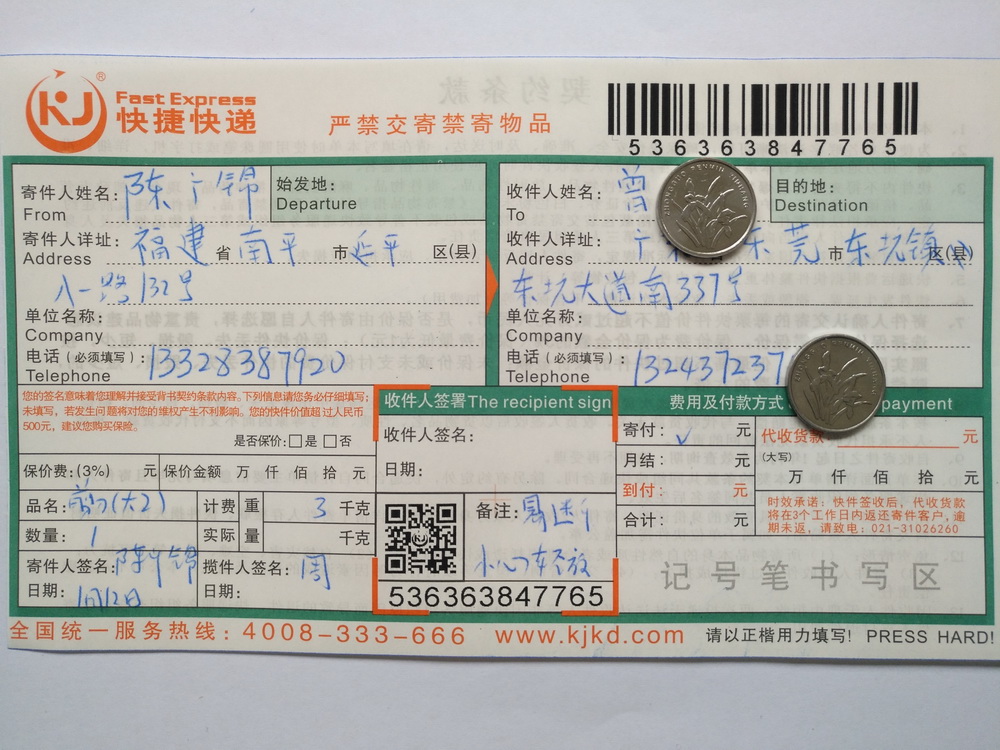 KJ®
Fast Express
快捷快递
严禁交寄禁寄物品
536363847765
寄件人姓名: 陈广锦
From
始发地:
Departure
收件人姓名: 曾
To
目的地:
Destination
寄件人详址: 福建省南平市延平区(县)
Address
八一路132号
收件人详址: 广 东莞市东坑镇区(县)
Address
东坑大道南337号
单位名称:
Company
电话(必须填写): 13328387920
Telephone
单位名称:
Company
电话(必须填写): 132437237
Telephone
您的签名意味着您理解并接受背书契约条款内容。下列信息请您务必仔细填写;
未填写,若发生问题将对您的维权产生不利影响。您的快件价值超过人民币
500元,建议您购买保险。
是否保价:□是 □否
保价费:(3%) 元
保价金额 万 仟 佰 拾 元
品名: 剪刀(大2)
数量: 1
计费重 3 千克
实际量 千克
寄件人签名: 陈广锦
日期: 1月12日
揽件人签名: 周
日期:
收件人签署The recipient sign
收件人签名:
日期:
备注:
小心存放
536363847765
费用及付款方式 payment
寄付: ✓ 元
月结: 元
到付: 元
合计: 元
代收货款 元
(大写)
万 仟 佰 拾 元
时效承诺:快件签收后,代收货款
将在3个工作日内返还寄件客户,逾
期未返,请致电:021-31026260
记号笔书写区
全国统一服务热线:4008-333-666 www.kjkd.com 请以正楷用力填写! PRESS HARD!